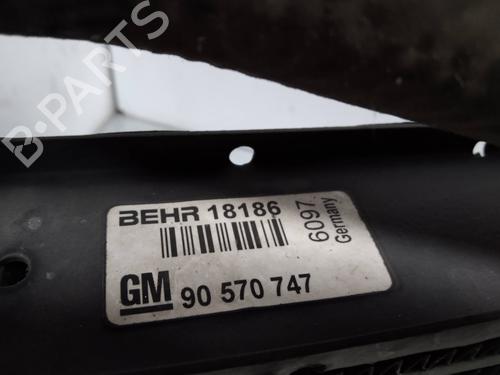 B-PARTS
BEHR 18186
6097
Germany
GM 90 570 747